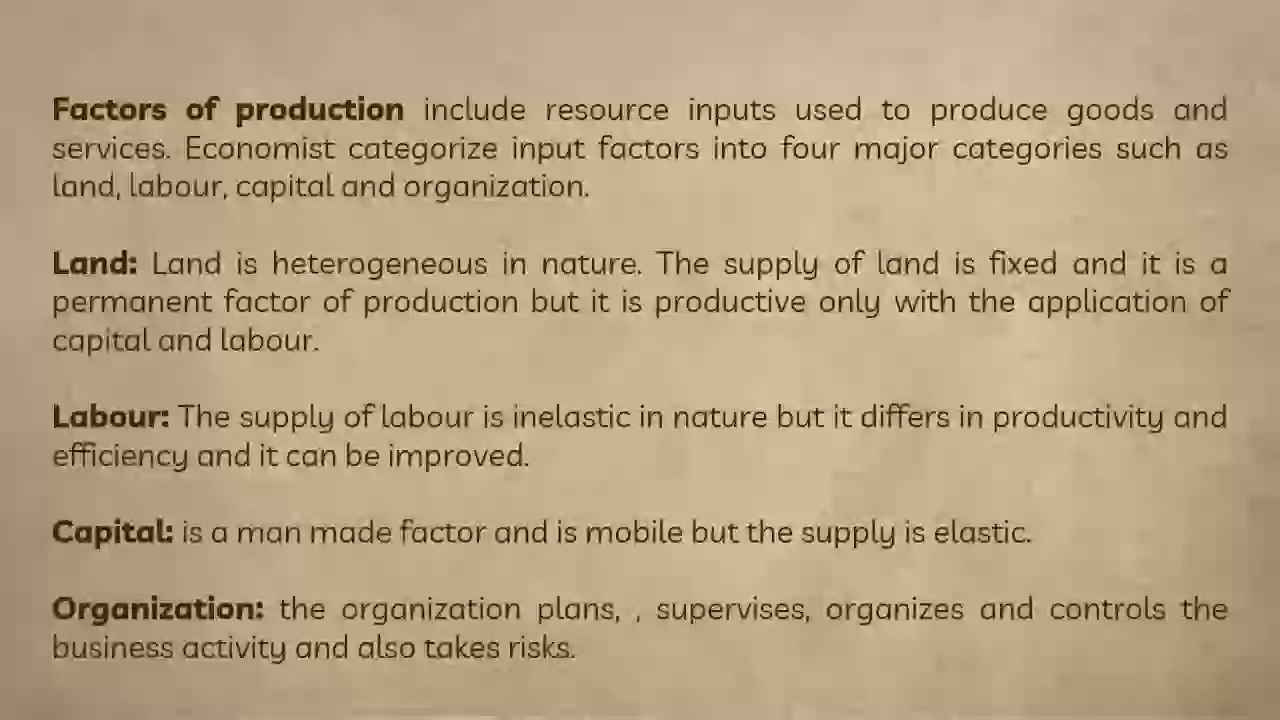 Factors of production include resource inputs used to produce goods and
services. Economist categorize input factors into four major categories such as
land, labour, capital and organization.
Land: Land is heterogeneous in nature. The supply of land is fixed and it is a
permanent factor of production but it is productive only with the application of
capital and labour.
Labour: The supply of labour is inelastic in nature but it differs in productivity and
efficiency and it can be improved.
Capital: is a man made factor and is mobile but the supply is elastic.
Organization: the organization plans, , supervises, organizes and controls the
business activity and also takes risks.